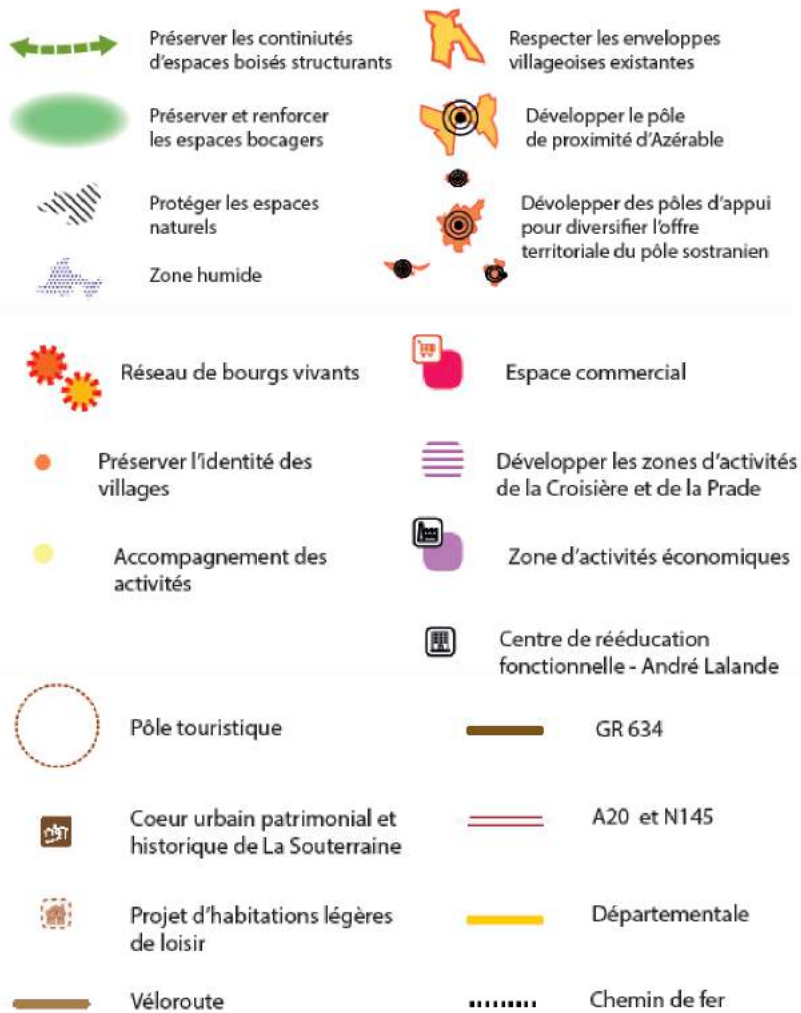 Préserver les continiutés
d'espaces boisés structurants
Respecter les enveloppes
villageoises existantes
Préserver et renforcer
les espaces bocagers
Développer le pôle
de proximité d'Azérable
Protéger les espaces
naturels
Dévolepper des pôles d'appui
pour diversifier l'offre
territoriale du pôle sostranien
Zone humide
Réseau de bourgs vivants
Espace commercial
Préserver l'identité des
villages
Développer les zones d'activités
de la Croisière et de la Prade
Accompagnement des
activités
Zone d'activités économiques
Centre de rééducation
fonctionnelle - André Lalande
Pôle touristique
GR 634
Coeur urbain patrimonial et
historique de La Souterraine
A20 et N145
Projet d'habitations légères
de loisir
Départementale
Véloroute
Chemin de fer